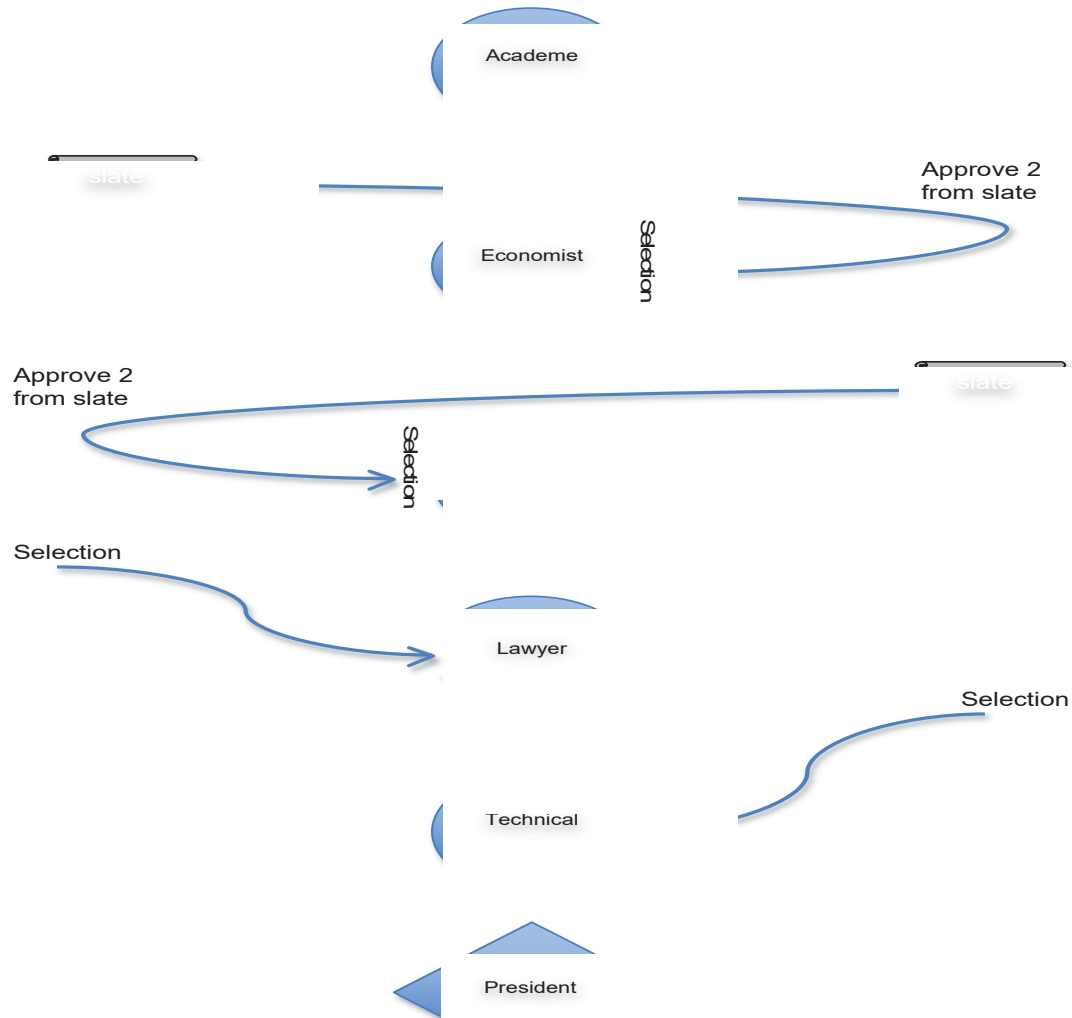 Academe
slate
Approve 2
from slate
Selection
Economist
slate
Approve 2
from slate
Selection
Selection
Lawyer
Selection
Technical
President